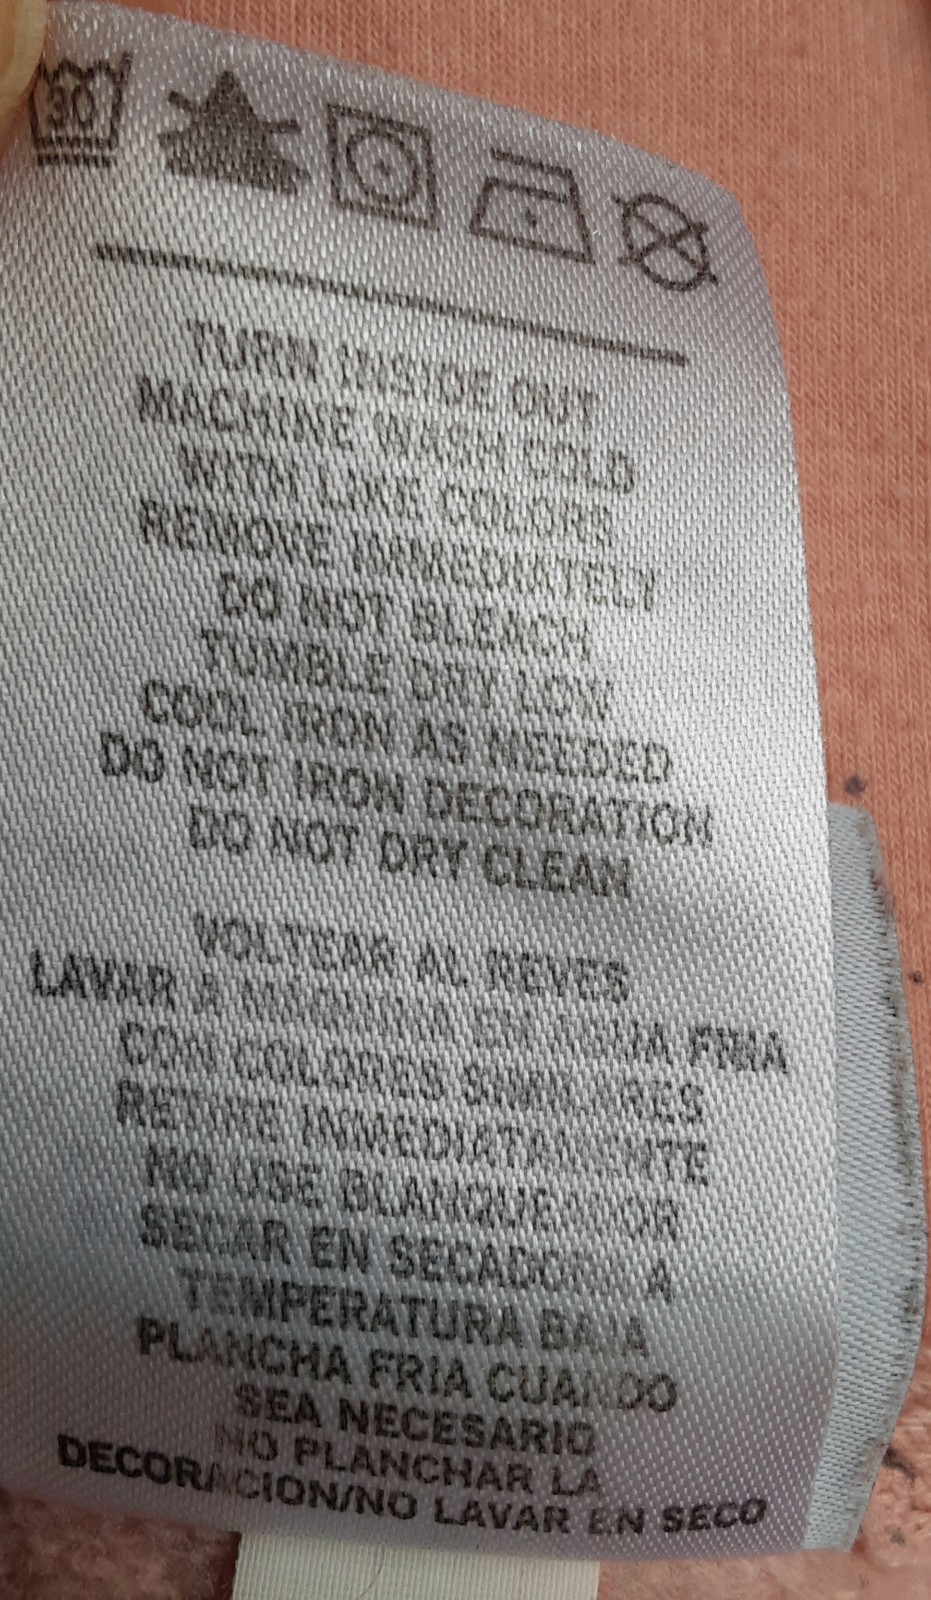 30
TURN INSIDE OUT
MACHINE WASH COLD
WITH LIKE COLORS
REMOVE IMMEDIATELY
DO NOT BLEACH
TUMBLE DRY LOW
COOL IRON AS NEEDED
DO NOT IRON DECORATION
DO NOT DRY CLEAN
VOLTEAR AL REVES
LAVAR A MAQUINA EN AGUA FRIA
CON COLORES SIMILARES
RETIRE INMEDIATAMENTE
NO USE BLANQUEADOR
SECAR EN SECADORA A
TEMPERATURA BAJA
PLANCHA FRIA CUANDO
SEA NECESARIO
NO PLANCHAR LA
DECORACION/NO LAVAR EN SECO